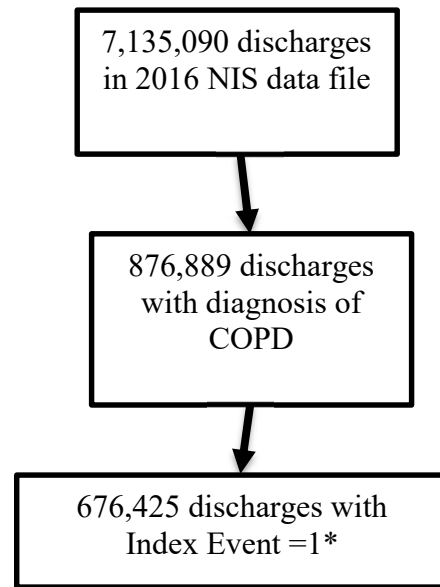 7,135,090 discharges
in 2016 NIS data file
876,889 discharges
with diagnosis of
COPD
676,425 discharges with
Index Event =1*